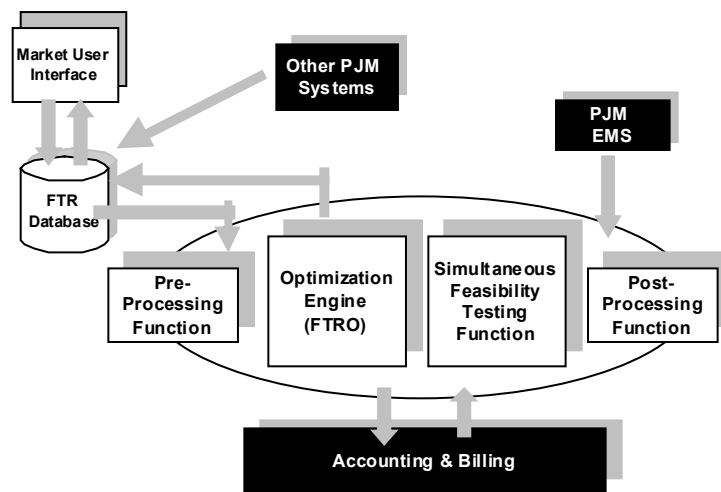 Market User
Interface
Other PJM
Systems
PJM
EMS
FTR
Database
Pre-
Processing
Function
Optimization
Engine
(FTRO)
Simultaneous
Feasibility
Testing
Function
Post-
Processing
Function
Accounting & Billing